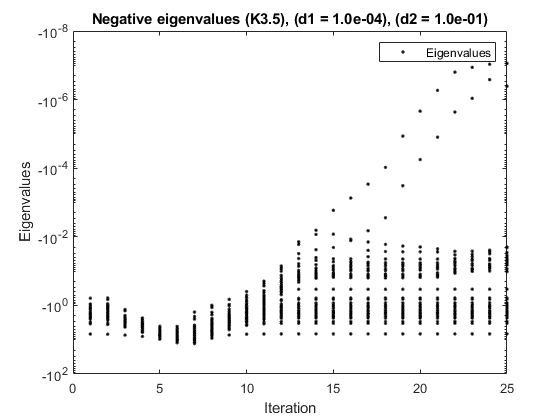 Negative eigenvalues (K3.5), (d1 = 1.0e-04), (d2 = 1.0e-01)
-10^-8
Eigenvalues
-10^-6
-10^-4
-10^-2
-10^0
-10^2
Eigenvalues
0 5 10 15 20 25
Iteration